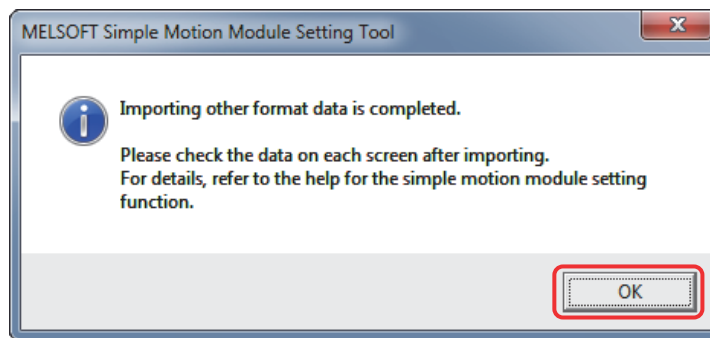 MELSOFT Simple Motion Module Setting Tool
Importing other format data is completed.
Please check the data on each screen after importing.
For details, refer to the help for the simple motion module setting
function.
OK